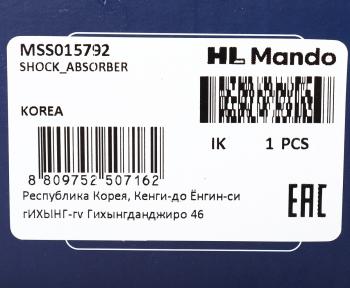 MSS015792
SHOCK_ABSORBER
HL Mando
KOREA
IK 1 PCS
8 809752 507162
Республика Корея, Кенги-до Ёнгин-си
гИХЫНГ-гv Гихынгданджиро 46
EAC